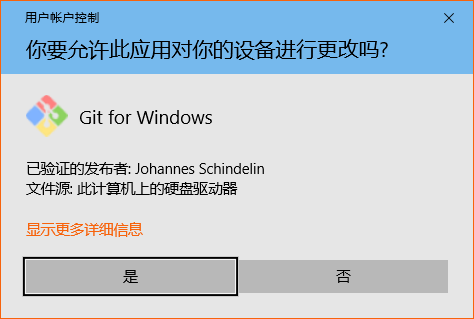 用户帐户控制
你要允许此应用对你的设备进行更改吗?
Git for Windows
已验证的发布者: Johannes Schindelin
文件源: 此计算机上的硬盘驱动器
显示更多详细信息
是
否